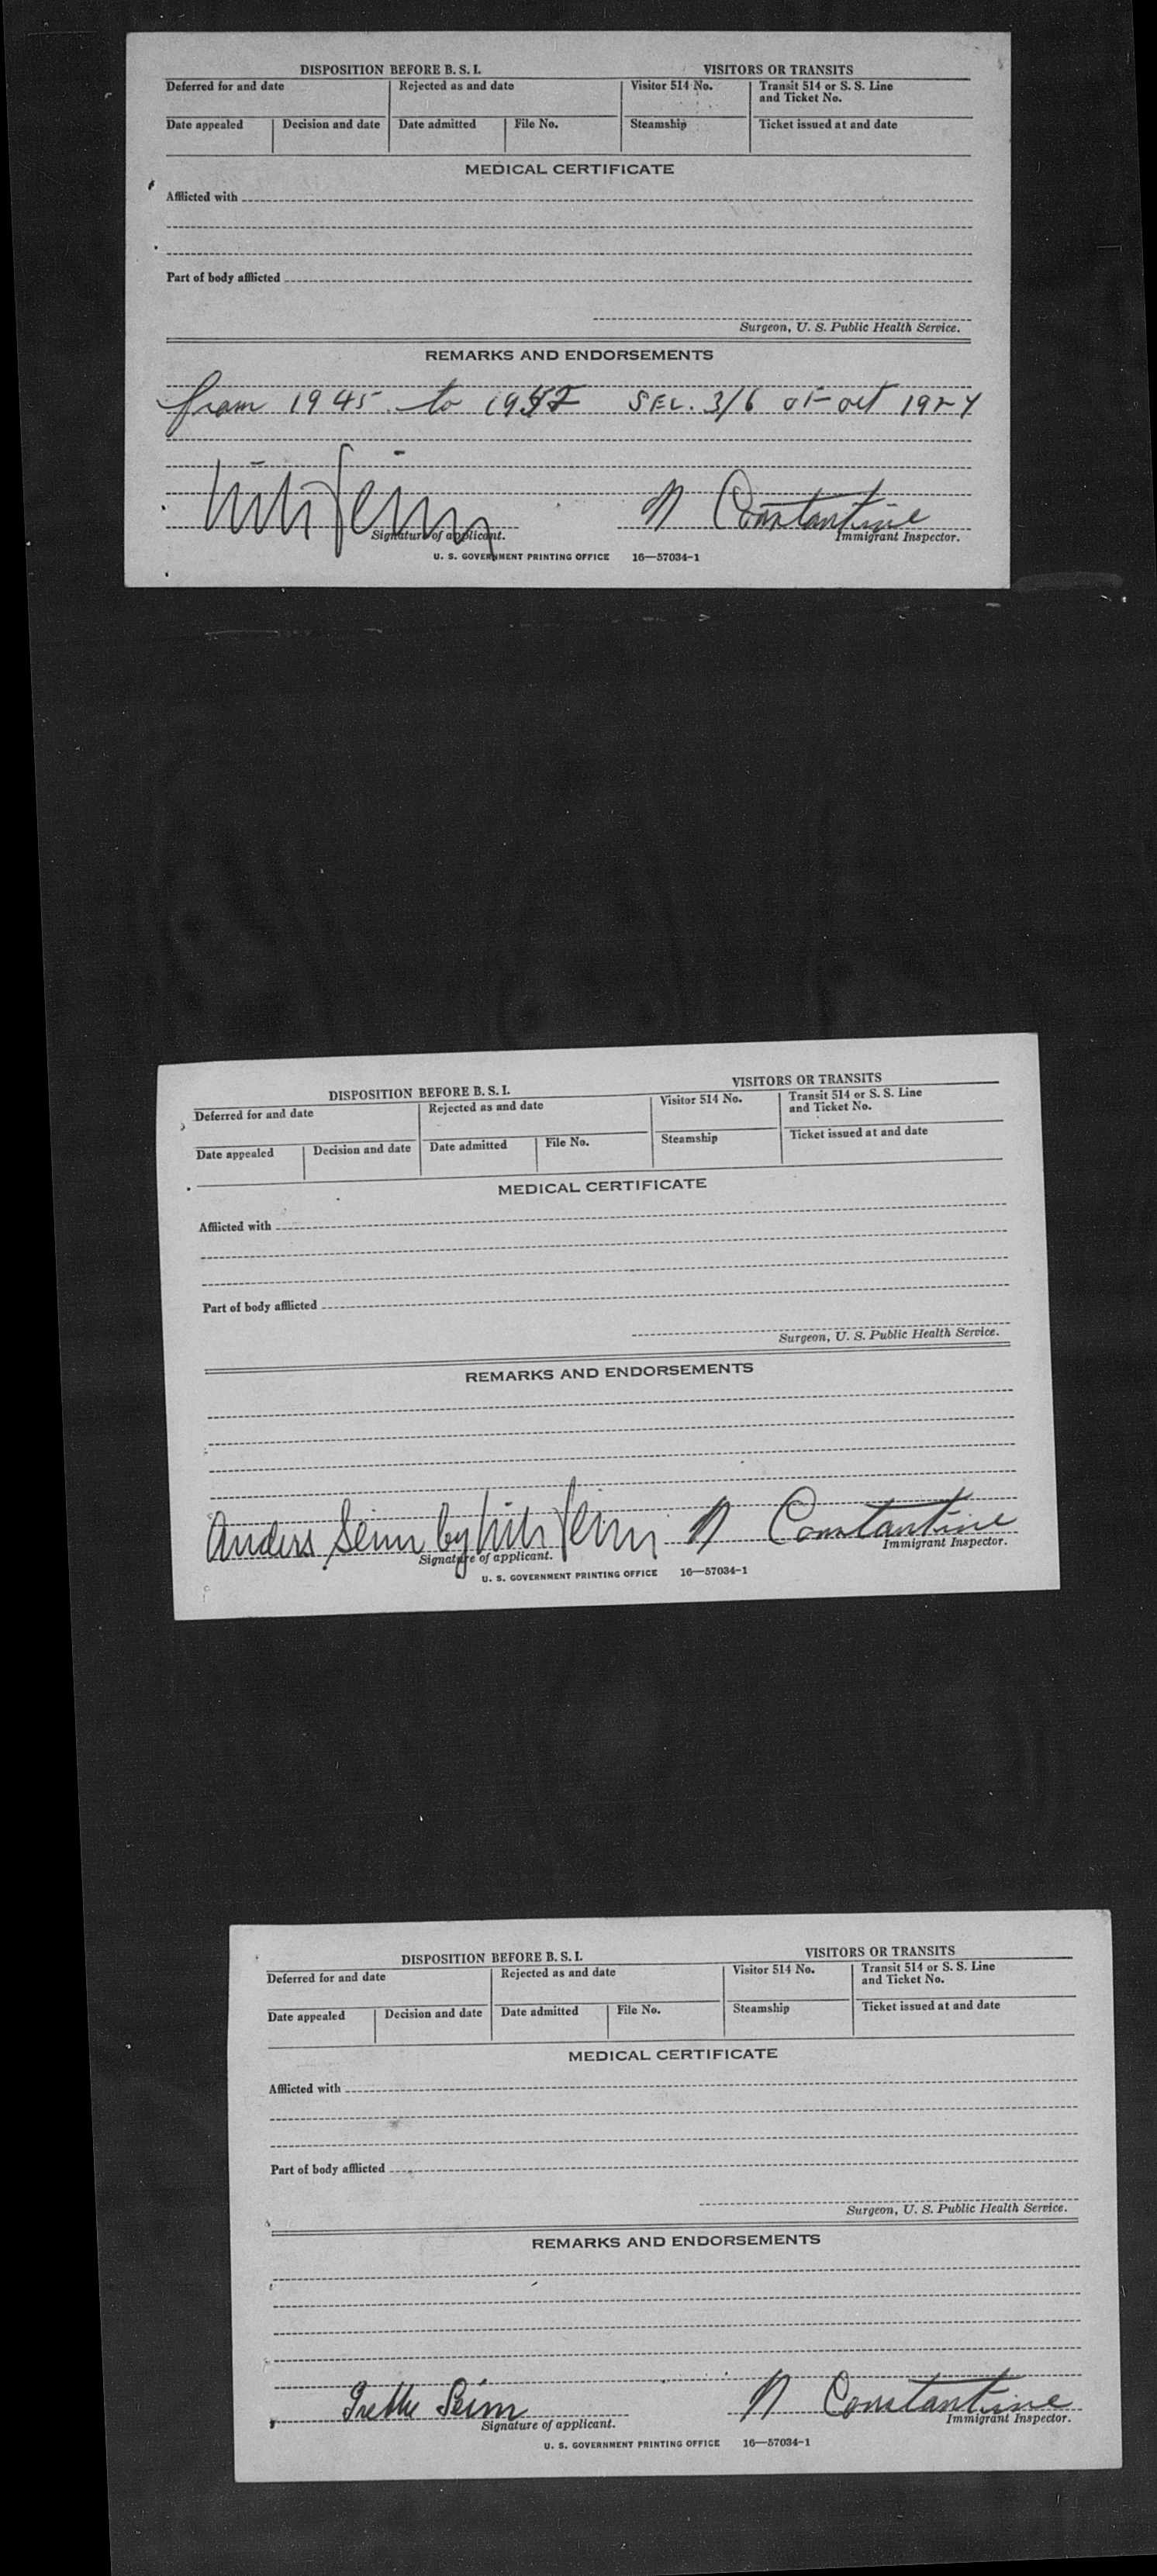 DISPOSITION BEFORE B. S. I. VISITORS OR TRANSITS
Deferred for and date Rejected as and date Visitor 514 No. Transit 514 or S. S. Line and Ticket No.
Date appealed Decision and date Date admitted File No. Steamship Ticket issued at and date
MEDICAL CERTIFICATE
Afflicted with
Part of body afflicted
Surgeon, U. S. Public Health Service.
REMARKS AND ENDORSEMENTS
from 1945 to SEC. 3/6 of oct
Seim N Constantine
Signature of applicant. Immigrant Inspector.
U. S. GOVERNMENT PRINTING OFFICE 16—57034-1
DISPOSITION BEFORE B. S. I. VISITORS OR TRANSITS
Deferred for and date Rejected as and date Visitor 514 No. Transit 514 or S. S. Line and Ticket No.
Date appealed Decision and date Date admitted File No. Steamship Ticket issued at and date
MEDICAL CERTIFICATE
Afflicted with
Part of body afflicted
Surgeon, U. S. Public Health Service.
REMARKS AND ENDORSEMENTS
Anders Seim by Seim N Constantine
Signature of applicant. Immigrant Inspector.
U. S. GOVERNMENT PRINTING OFFICE 16—57034-1
DISPOSITION BEFORE B. S. I. VISITORS OR TRANSITS
Deferred for and date Rejected as and date Visitor 514 No. Transit 514 or S. S. Line and Ticket No.
Date appealed Decision and date Date admitted File No. Steamship Ticket issued at and date
MEDICAL CERTIFICATE
Afflicted with
Part of body afflicted
Surgeon, U. S. Public Health Service.
REMARKS AND ENDORSEMENTS
Grethe Seim N Constantine
Signature of applicant. Immigrant Inspector.
U. S. GOVERNMENT PRINTING OFFICE 16—57034-1